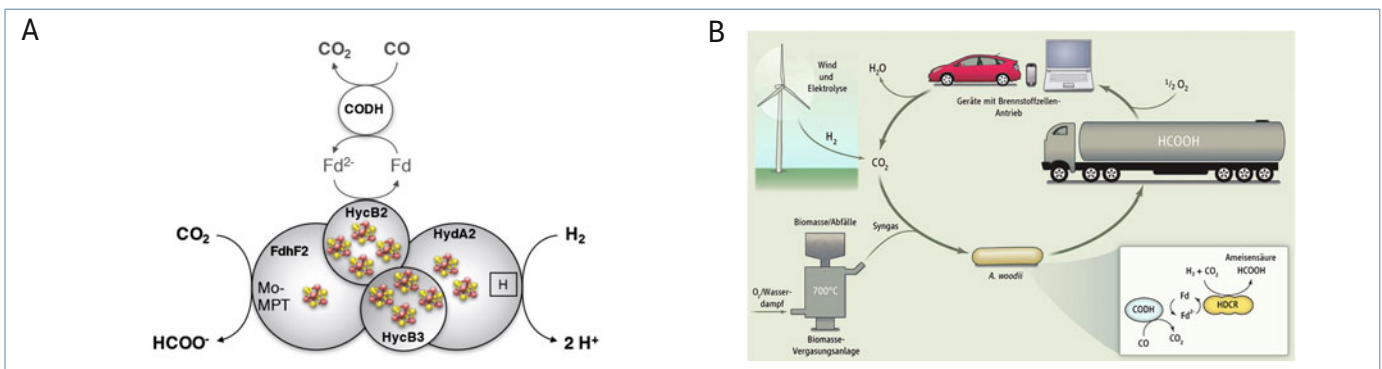 A
CO2 CO
CODH
Fd2- Fd
HycB2
CO2
FdhF2
HydA2
H2
Mo-
MPT
H
HCOO-
HycB3
2 H+
B
Wind
und
Elektrolyse
H2O
Geräte mit Brennstoffzellen-
Antrieb
1/2 O2
H2
HCOOH
CO2
Biomasse/Abfälle
Syngas
A. woodii
700°C
O2/Wasser-
dampf
Biomasse-
Vergasungsanlage
Ameisensäure
H2 + CO2 HCOOH
Fd
CODH
HDCR
Fd2-
CO
CO2